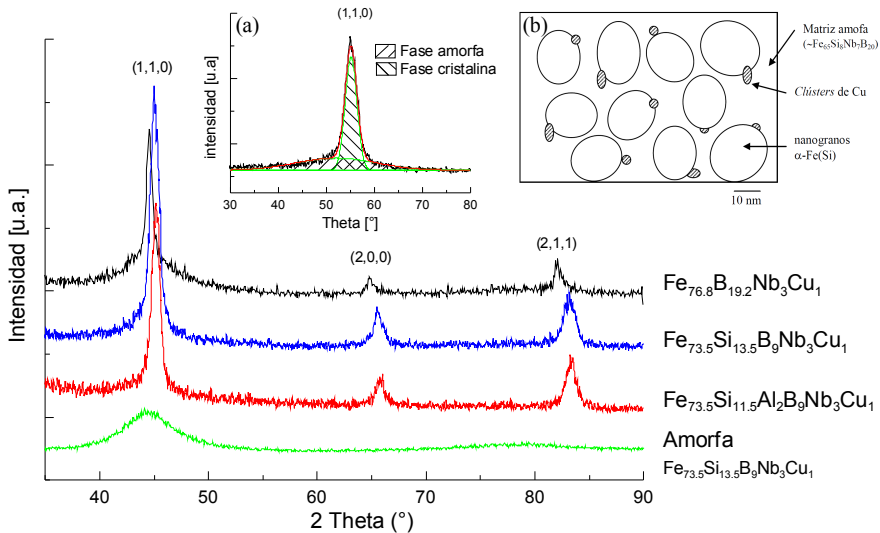 (a)
(1,1,0)
Fase amorfa
Fase cristalina
intensidad [u.a]
30 40 50 60 70 80
Theta [°]
(b)
Matriz amofa
(~Fe65Si8Nb7B20)
Clústers de Cu
nanogranos
α-Fe(Si)
10 nm
(1,1,0)
(2,0,0)
(2,1,1)
Intensidad [u.a.]
Fe76.8B19.2Nb3Cu1
Fe73.5Si13.5B9Nb3Cu1
Fe73.5Si11.5Al2B9Nb3Cu1
Amorfa
Fe73.5Si13.5B9Nb3Cu1
40 50 60 70 80 90
2 Theta (°)